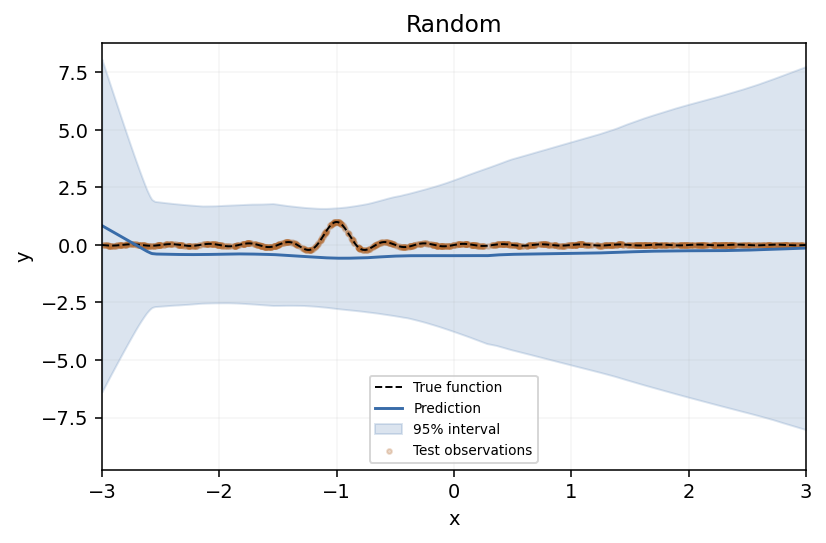 Random
7.5
5.0
2.5
0.0
−2.5
−5.0
−7.5
y
True function
Prediction
95% interval
Test observations
−3 −2 −1 0 1 2 3
x